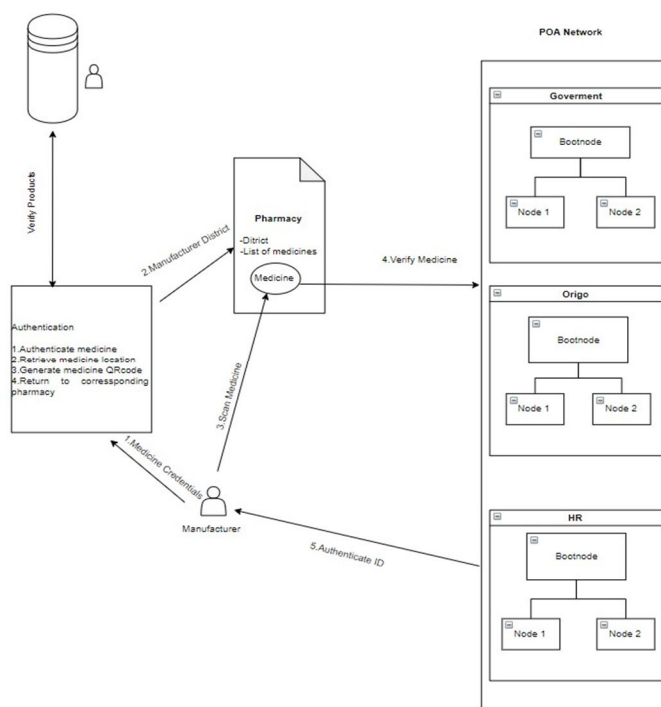 POA Network
Goverment
Bootnode
Node 1
Node 2
Verify Products
2.Manufacturer District
Pharmacy
-Ditrict
-List of medicines
Medicine
4.Verify Medicine
Origo
Bootnode
Node 1
Node 2
Authentication
1.Authenticate medicine
2.Retrieve medicine location
3.Generate medicine QRcode
4.Return to corressponding
pharmacy
3.Scan Medicine
1.Medicine Credentials
Manufacturer
5.Authenticate ID
HR
Bootnode
Node 1
Node 2